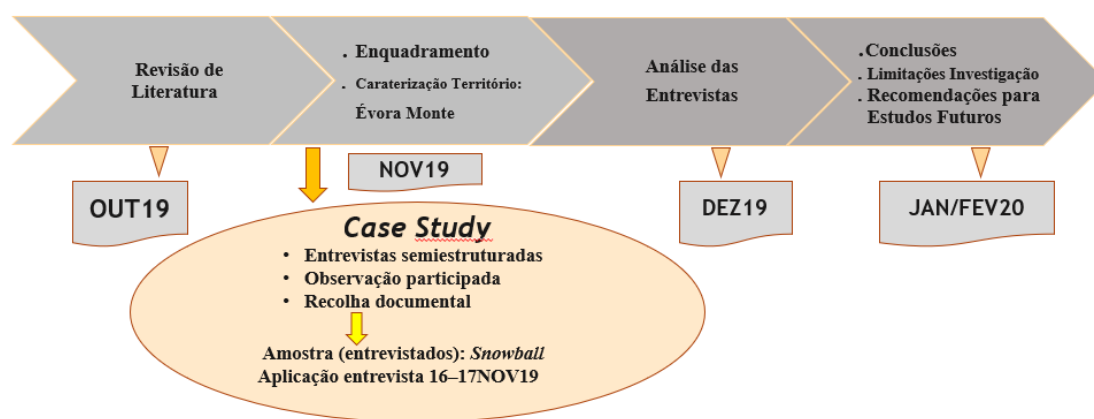 Revisão de
Literatura
. Enquadramento
. Caraterização Território:
Évora Monte
Análise das
Entrevistas
.Conclusões
. Limitações Investigação
. Recomendações para
Estudos Futuros
OUT19
NOV19
DEZ19
JAN/FEV20
Case Study
• Entrevistas semiestruturadas
• Observação participada
• Recolha documental
Amostra (entrevistados): Snowball
Aplicação entrevista 16–17NOV19